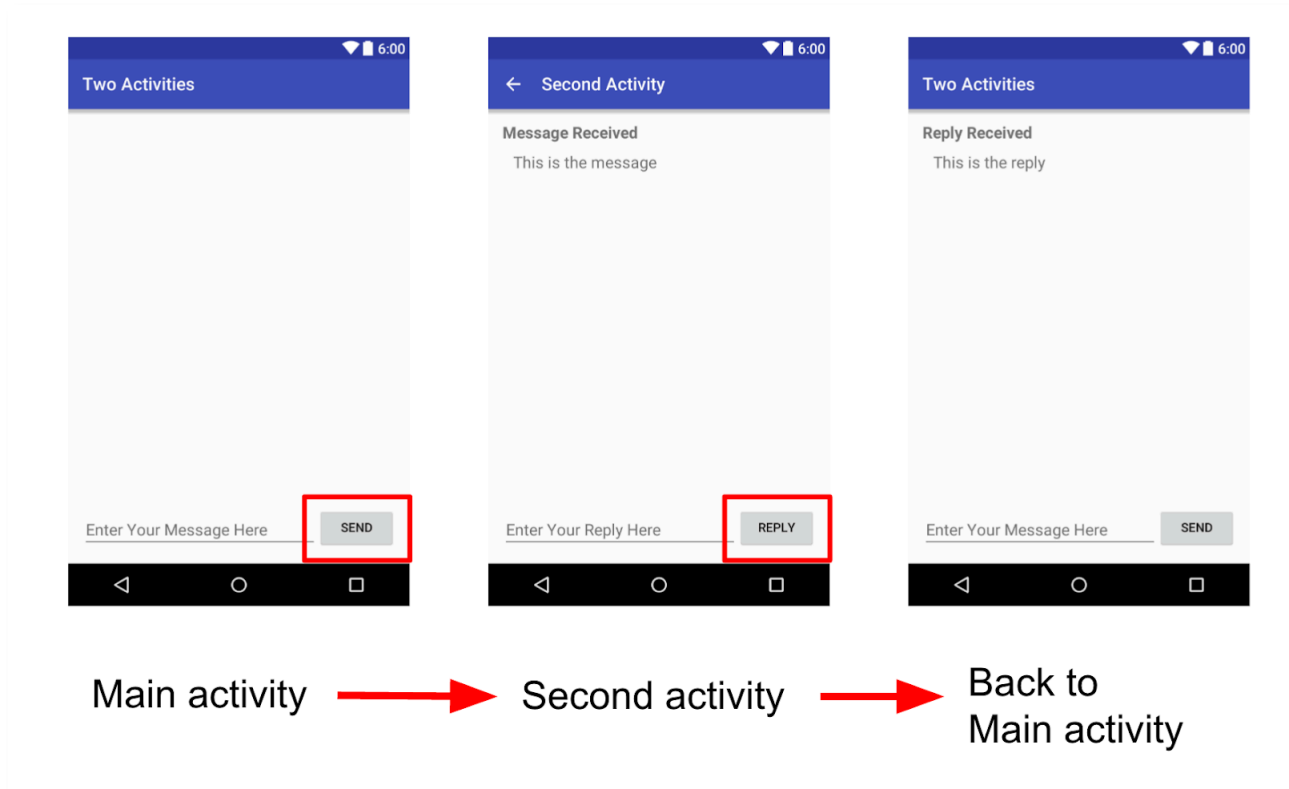 6:00
Two Activities
Enter Your Message Here
SEND
6:00
Second Activity
Message Received
This is the message
Enter Your Reply Here
REPLY
6:00
Two Activities
Reply Received
This is the reply
Enter Your Message Here
SEND
Main activity
Second activity
Back to
Main activity